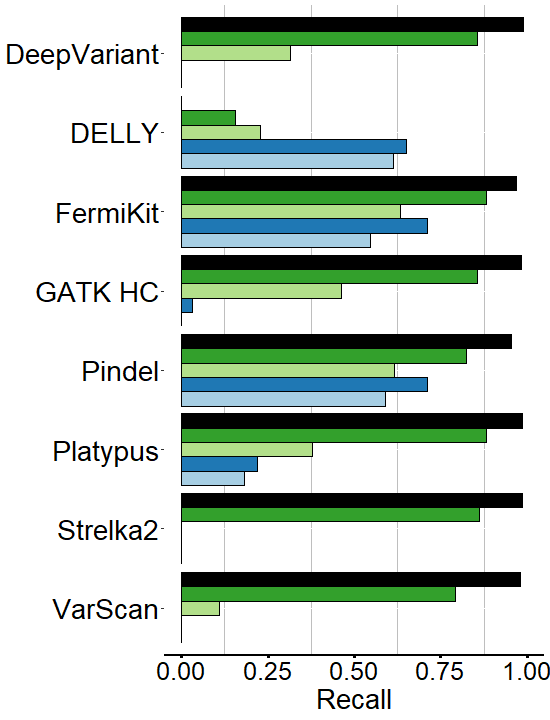 DeepVariant
DELLY
FermiKit
GATK HC
Pindel
Platypus
Strelka2
VarScan
0.00 0.25 0.50 0.75 1.00
Recall